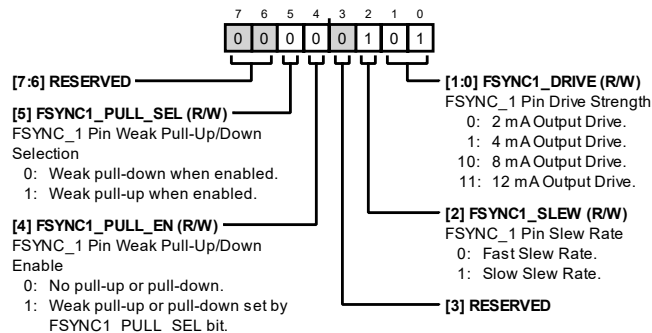 7 6 5 4 3 2 1 0
0 0 0 0 0 1 0 1
[7:6] RESERVED
[5] FSYNC1_PULL_SEL (R/W)
FSYNC_1 Pin Weak Pull-Up/Down
Selection
0: Weak pull-down when enabled.
1: Weak pull-up when enabled.
[4] FSYNC1_PULL_EN (R/W)
FSYNC_1 Pin Weak Pull-Up/Down
Enable
0: No pull-up or pull-down.
1: Weak pull-up or pull-down set by
FSYNC1_PULL_SEL bit.
[1:0] FSYNC1_DRIVE (R/W)
FSYNC_1 Pin Drive Strength
0: 2 mA Output Drive.
1: 4 mA Output Drive.
10: 8 mA Output Drive.
11: 12 mA Output Drive.
[2] FSYNC1_SLEW (R/W)
FSYNC_1 Pin Slew Rate
0: Fast Slew Rate.
1: Slow Slew Rate.
[3] RESERVED